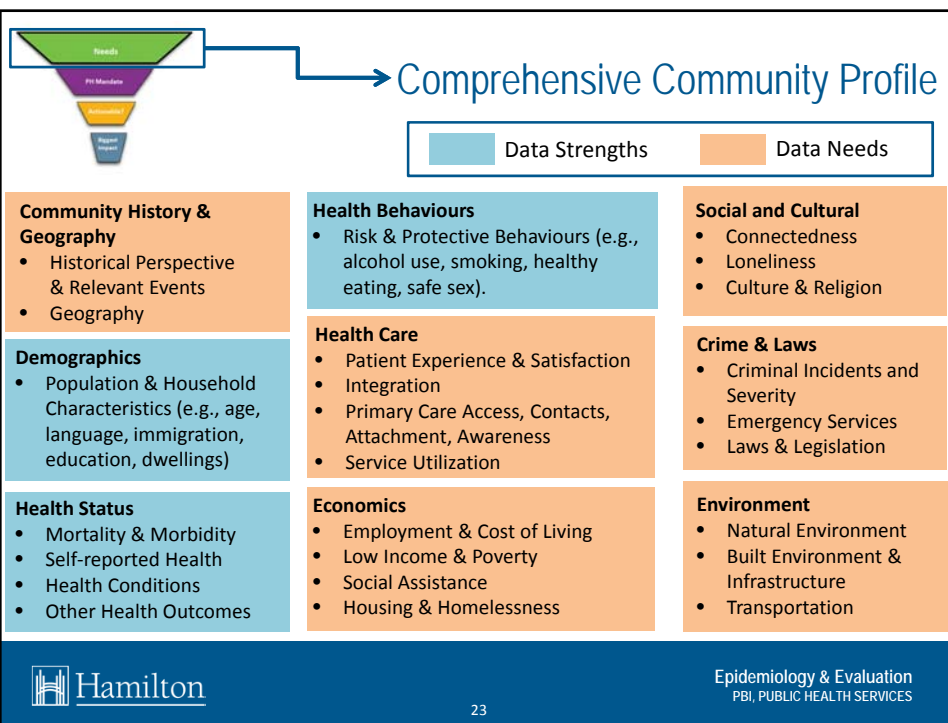 Needs
PH Mandate
Actionable?
Biggest
Impact
Comprehensive Community Profile
Data Strengths
Data Needs
Community History &
Geography
• Historical Perspective
& Relevant Events
• Geography
Demographics
• Population & Household
Characteristics (e.g., age,
language, immigration,
education, dwellings)
Health Status
• Mortality & Morbidity
• Self-reported Health
• Health Conditions
• Other Health Outcomes
Health Behaviours
• Risk & Protective Behaviours (e.g.,
alcohol use, smoking, healthy
eating, safe sex).
Health Care
• Patient Experience & Satisfaction
• Integration
• Primary Care Access, Contacts,
Attachment, Awareness
• Service Utilization
Economics
• Employment & Cost of Living
• Low Income & Poverty
• Social Assistance
• Housing & Homelessness
Social and Cultural
• Connectedness
• Loneliness
• Culture & Religion
Crime & Laws
• Criminal Incidents and
Severity
• Emergency Services
• Laws & Legislation
Environment
• Natural Environment
• Built Environment &
Infrastructure
• Transportation
Hamilton
23
Epidemiology & Evaluation
PBI, PUBLIC HEALTH SERVICES